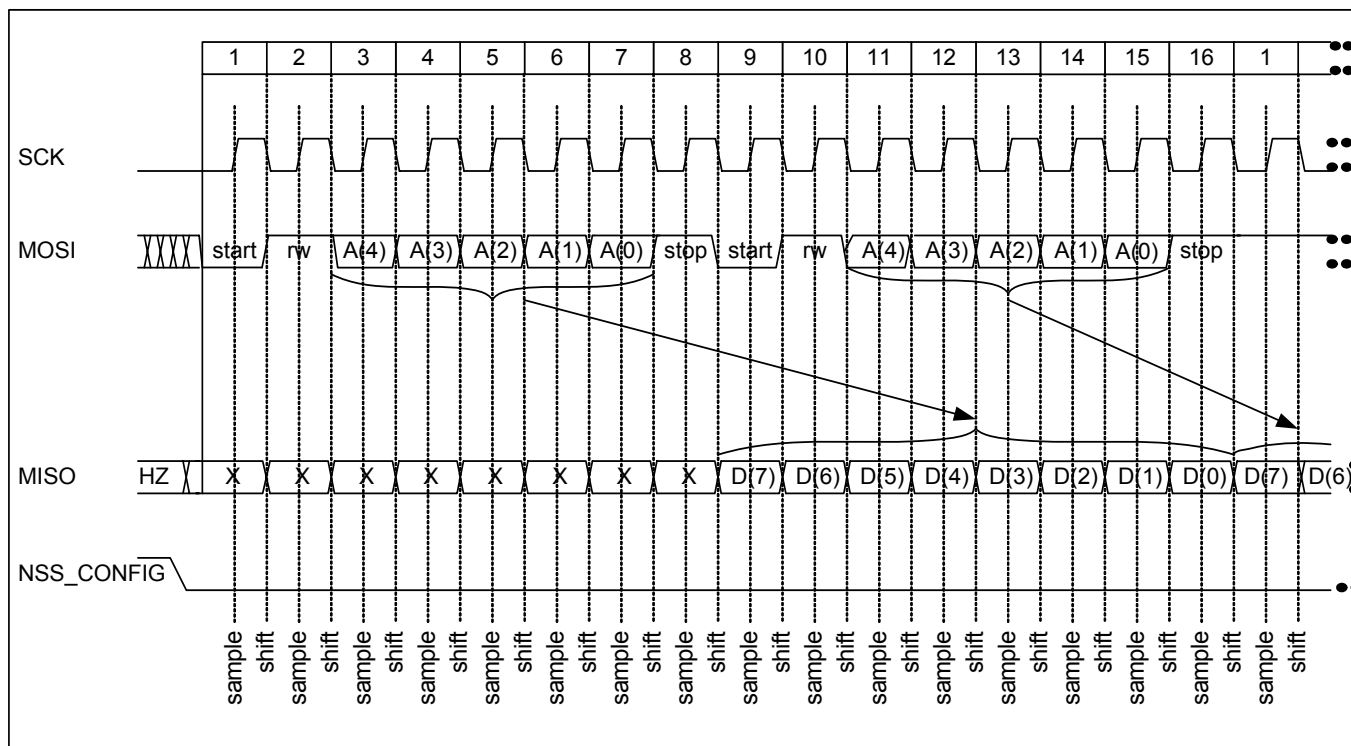 1 2 3 4 5 6 7 8 9 10 11 12 13 14 15 16 1
SCK
MOSI start rw A(4) A(3) A(2) A(1) A(0) stop start rw A(4) A(3) A(2) A(1) A(0) stop
MISO HZ X X X X X X X X D(7) D(6) D(5) D(4) D(3) D(2) D(1) D(0) D(7) D(6)
NSS_CONFIG
sample shift sample shift sample shift sample shift sample shift sample shift sample shift sample shift sample shift sample shift sample shift sample shift sample shift sample shift sample shift sample shift sample shift